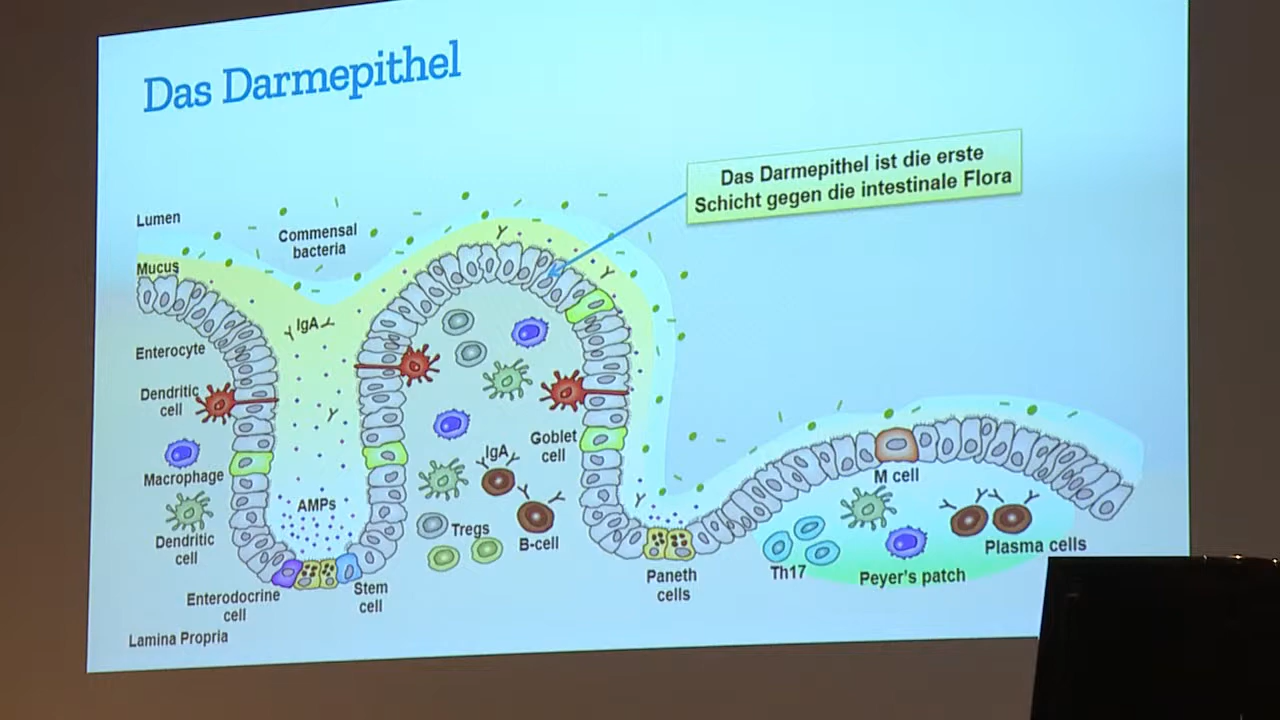 Das Darmepithel
Das Darmepithel ist die erste
Schicht gegen die intestinale Flora
Lumen
Commensal
bacteria
Mucus
IgA
Enterocyte
Dendritic
cell
Macrophage
Dendritic
cell
AMPs
Enterodocrine
cell
Stem
cell
Lamina Propria
Goblet
cell
IgA
Tregs
B-cell
Paneth
cells
M cell
Th17
Plasma cells
Peyer's patch